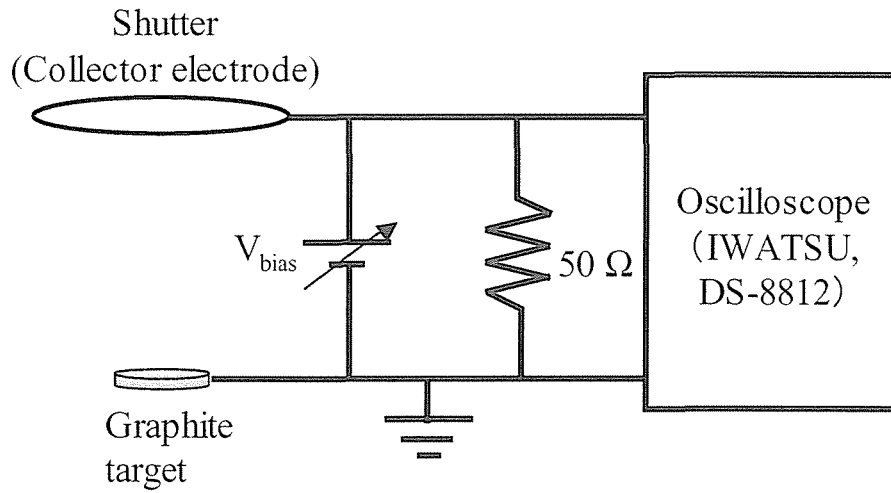 Shutter
(Collector electrode)
V_bias
50 Ω
Oscilloscope
(IWATSU,
DS-8812)
Graphite
target